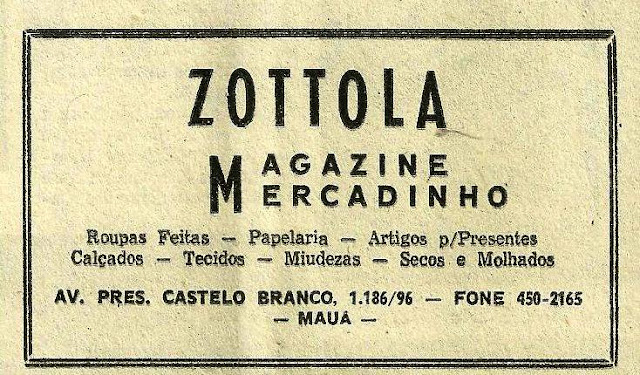 ZOTTOLA
MAGAZINE
MERCADINHO
Roupas Feitas — Papelaria — Artigos p/Presentes
Calçados — Tecidos — Miudezas — Secos e Molhados
AV. PRES. CASTELO BRANCO, 1.186/96 — FONE 450-2165
— MAUÁ —